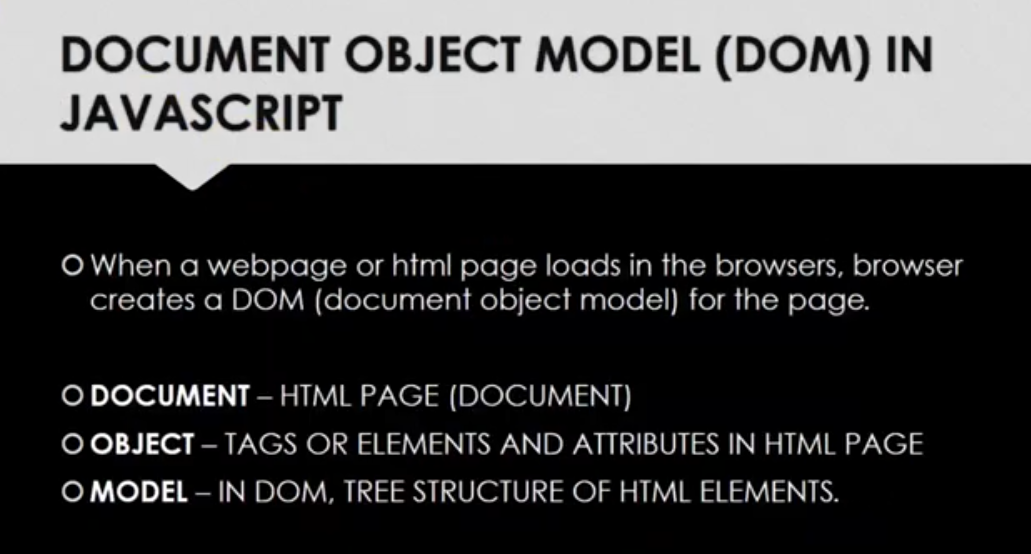 DOCUMENT OBJECT MODEL (DOM) IN
JAVASCRIPT
When a webpage or html page loads in the browsers, browser
creates a DOM (document object model) for the page.
DOCUMENT – HTML PAGE (DOCUMENT)
OBJECT – TAGS OR ELEMENTS AND ATTRIBUTES IN HTML PAGE
MODEL – IN DOM, TREE STRUCTURE OF HTML ELEMENTS.